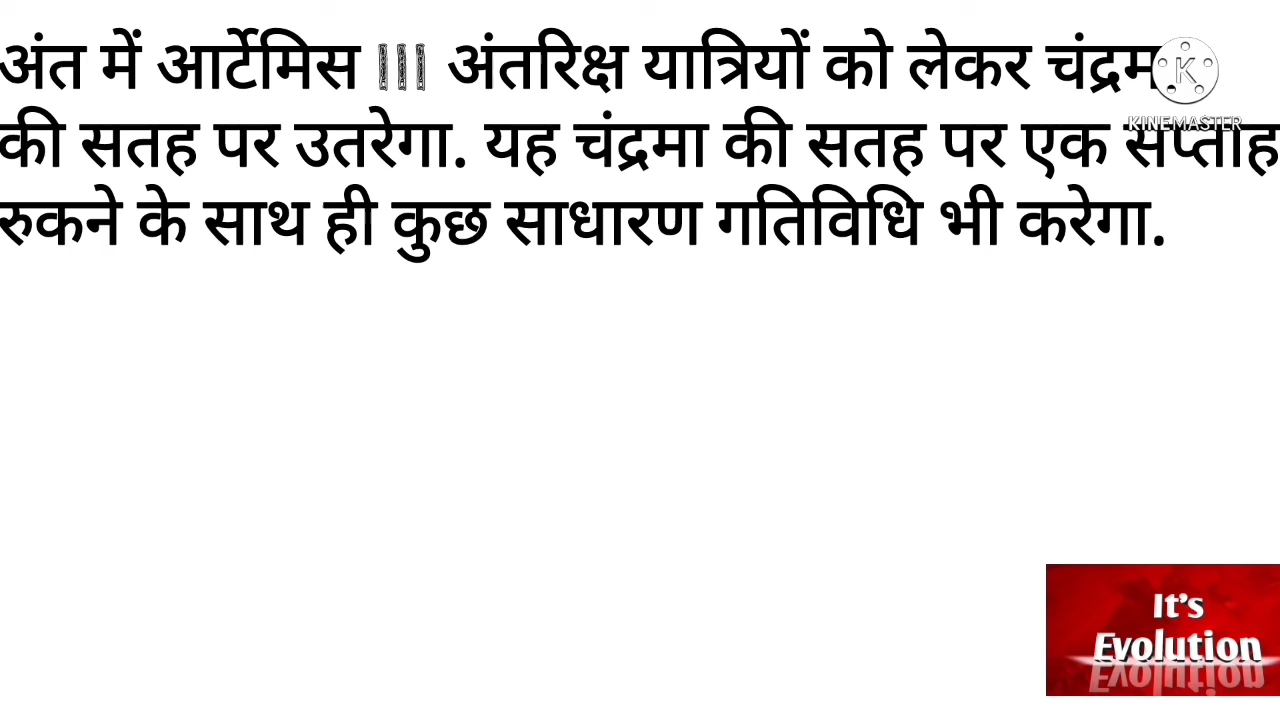 अंत में आर्टेमिस III अंतरिक्ष यात्रियों को लेकर चंद्रमा
की सतह पर उतरेगा. यह चंद्रमा की सतह पर एक सप्ताह
रुकने के साथ ही कुछ साधारण गतिविधि भी करेगा.
K
KINEMASTER
It's
Evolution